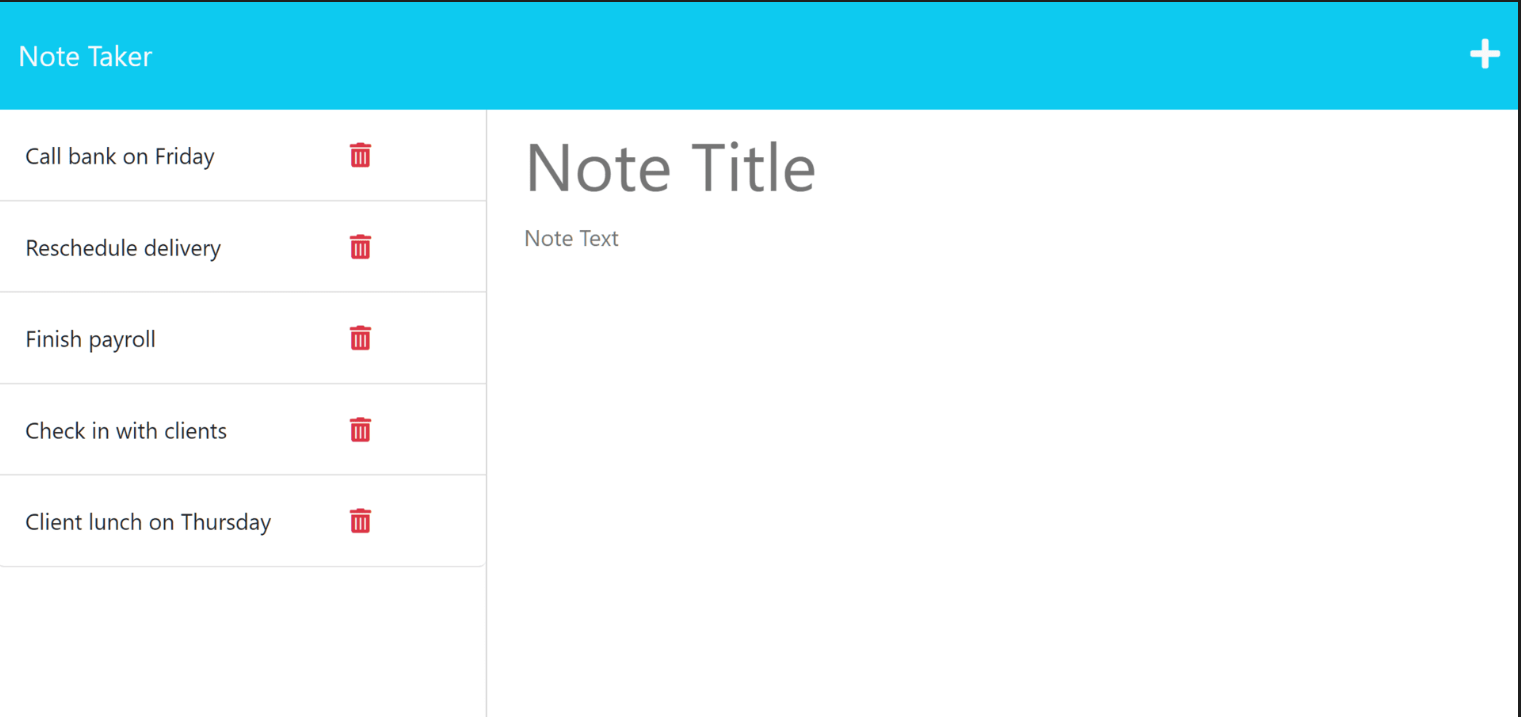 Note Taker
Call bank on Friday
Reschedule delivery
Finish payroll
Check in with clients
Client lunch on Thursday
Note Title
Note Text